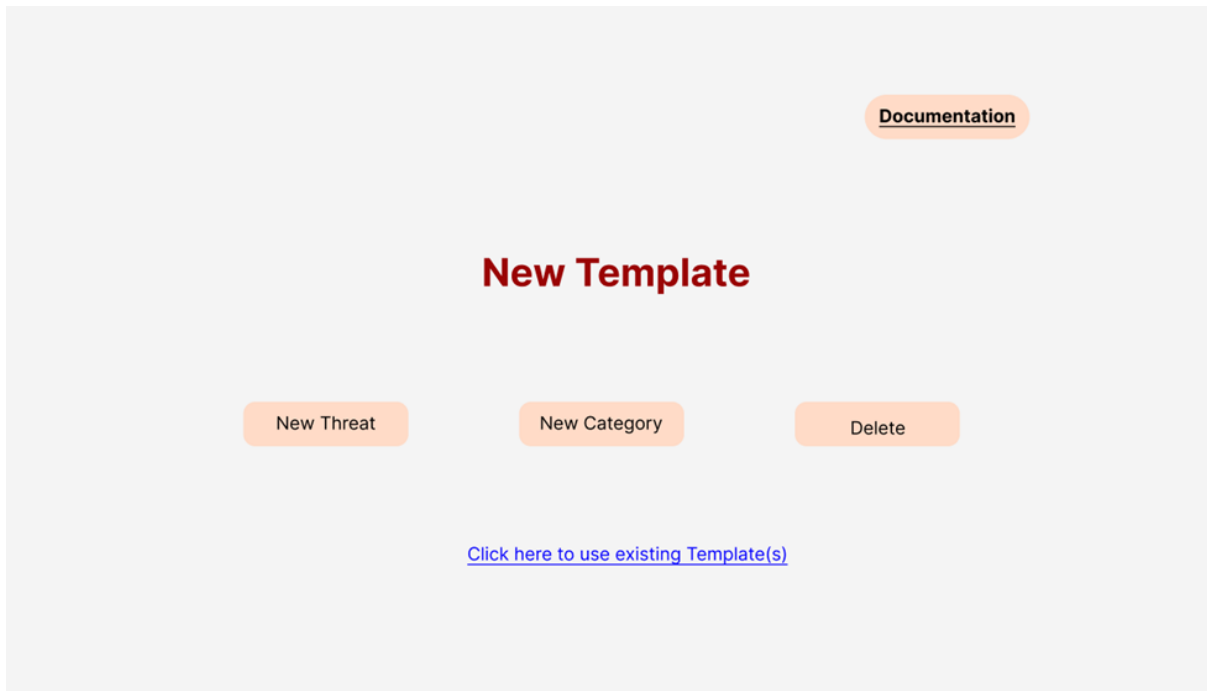 Documentation
New Template
New Threat
New Category
Delete
Click here to use existing Template(s)